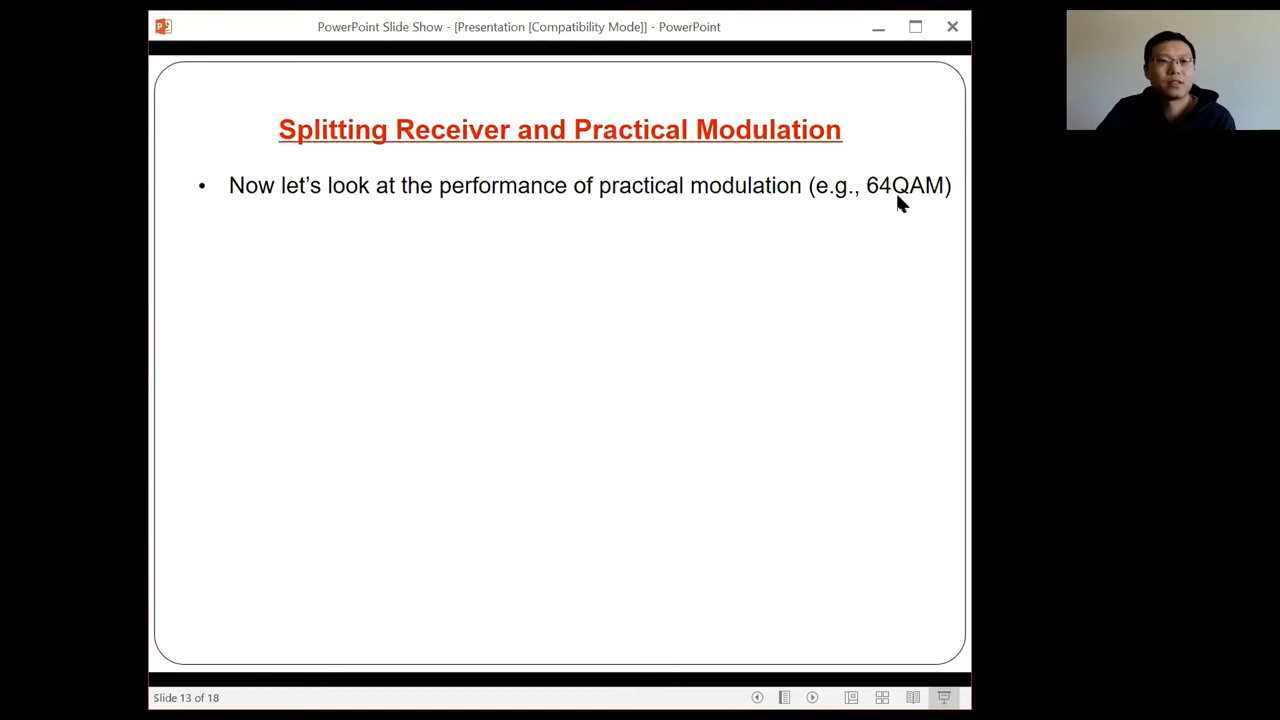 PowerPoint Slide Show - [Presentation [Compatibility Mode]] - PowerPoint
Splitting Receiver and Practical Modulation
• Now let’s look at the performance of practical modulation (e.g., 64QAM)
Slide 13 of 18